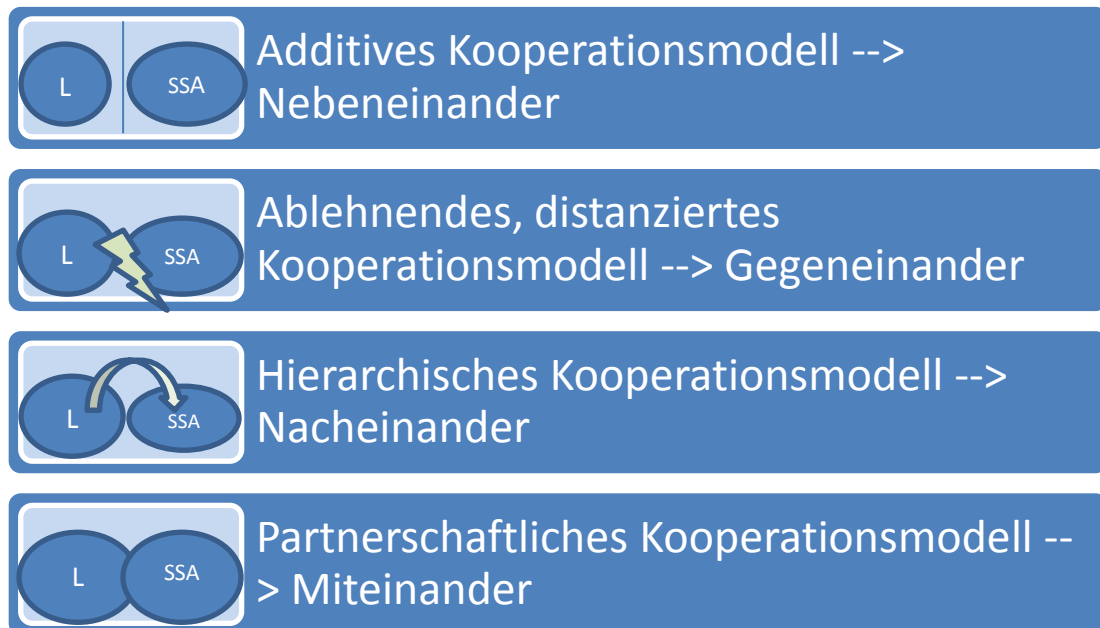 L SSA Additives Kooperationsmodell -->
Nebeneinander
L SSA Ablehnendes, distanziertes
Kooperationsmodell --> Gegeneinander
L SSA Hierarchisches Kooperationsmodell -->
Nacheinander
L SSA Partnerschaftliches Kooperationsmodell --
> Miteinander